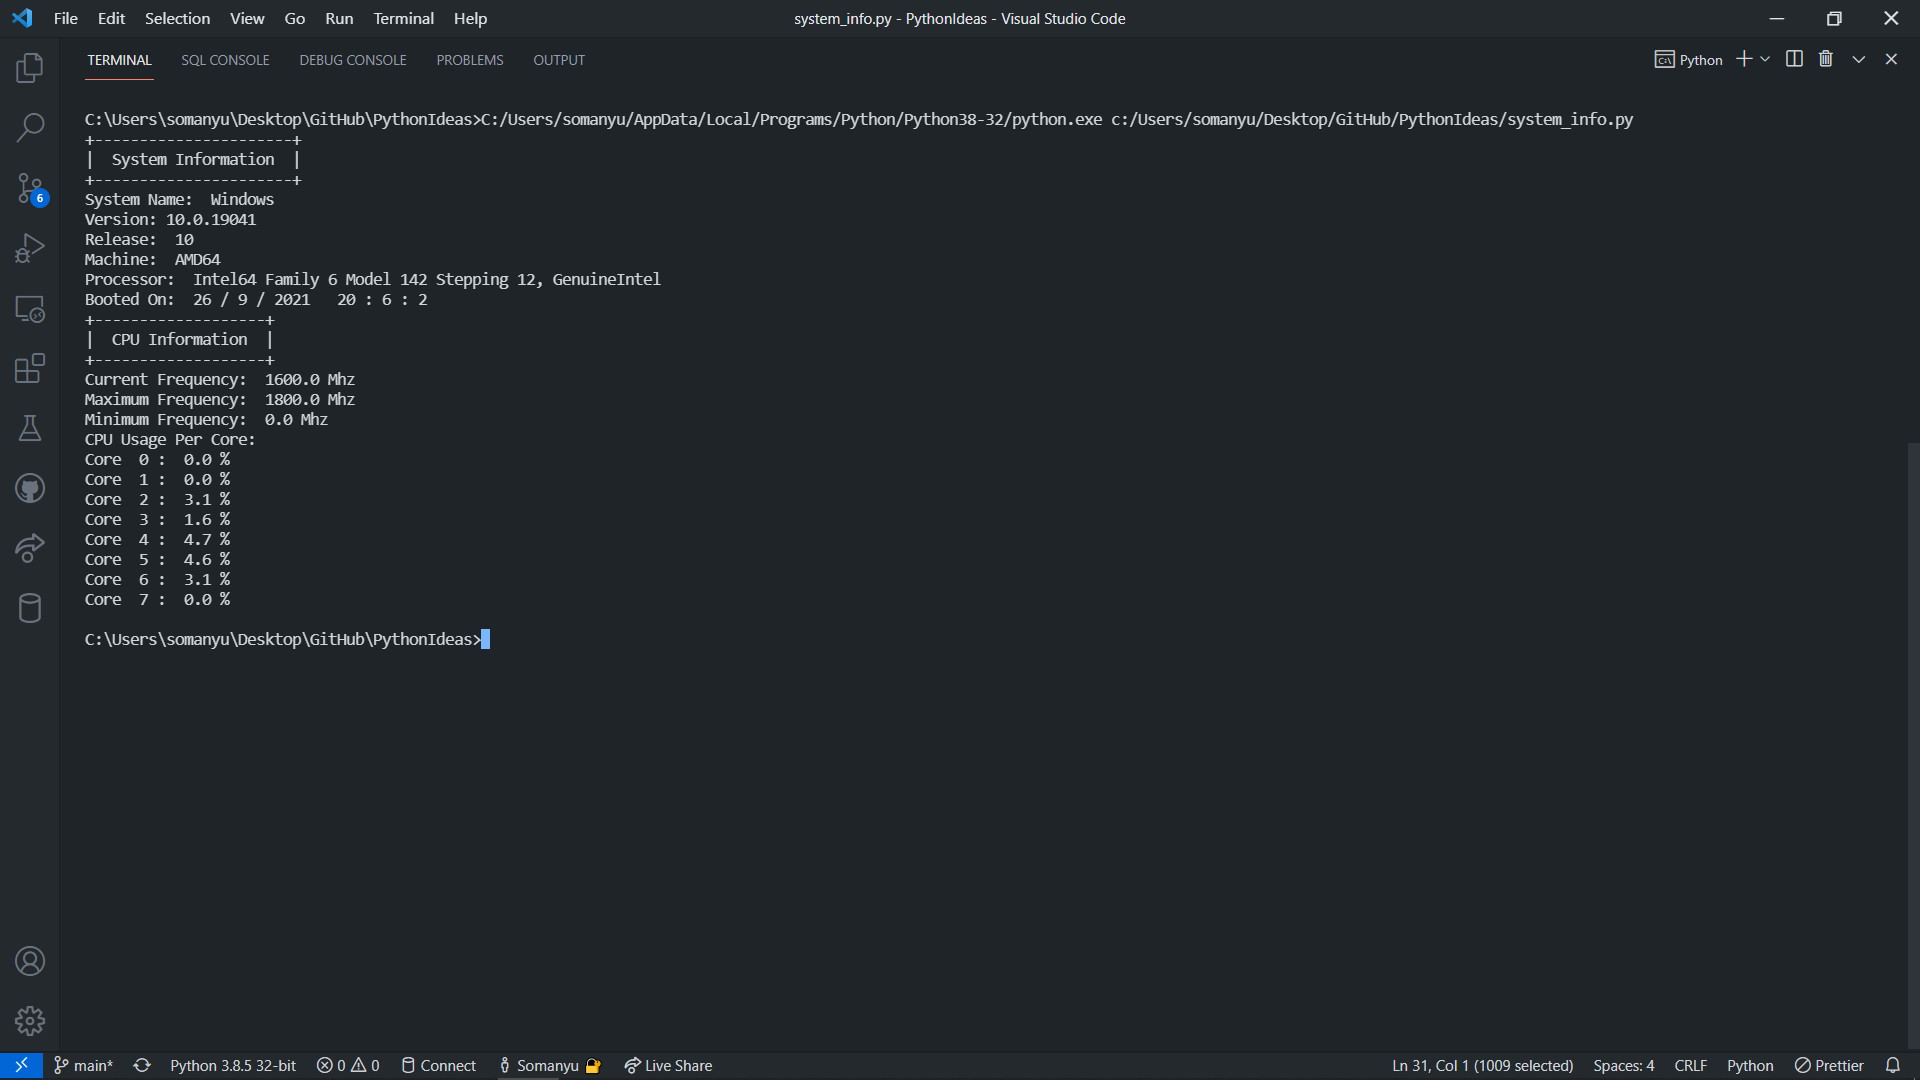 File Edit Selection View Go Run Terminal Help system_info.py - PythonIdeas - Visual Studio Code
TERMINAL SQL CONSOLE DEBUG CONSOLE PROBLEMS OUTPUT Python
C:\Users\somanyu\Desktop\GitHub\PythonIdeas>C:/Users/somanyu/AppData/Local/Programs/Python/Python38-32/python.exe c:/Users/somanyu/Desktop/GitHub/PythonIdeas/system_info.py
+----------------------+
|  System Information  |
+----------------------+
System Name:  Windows
Version: 10.0.19041
Release:  10
Machine:  AMD64
Processor:  Intel64 Family 6 Model 142 Stepping 12, GenuineIntel
Booted On:  26 / 9 / 2021   20 : 6 : 2
+-------------------+
|  CPU Information  |
+-------------------+
Current Frequency:  1600.0 Mhz
Maximum Frequency:  1800.0 Mhz
Minimum Frequency:  0.0 Mhz
CPU Usage Per Core:
Core  0 :  0.0 %
Core  1 :  0.0 %
Core  2 :  3.1 %
Core  3 :  1.6 %
Core  4 :  4.7 %
Core  5 :  4.6 %
Core  6 :  3.1 %
Core  7 :  0.0 %
C:\Users\somanyu\Desktop\GitHub\PythonIdeas>
6
main* Python 3.8.5 32-bit 0 0 Connect Somanyu Live Share Ln 31, Col 1 (1009 selected) Spaces: 4 CRLF Python Prettier